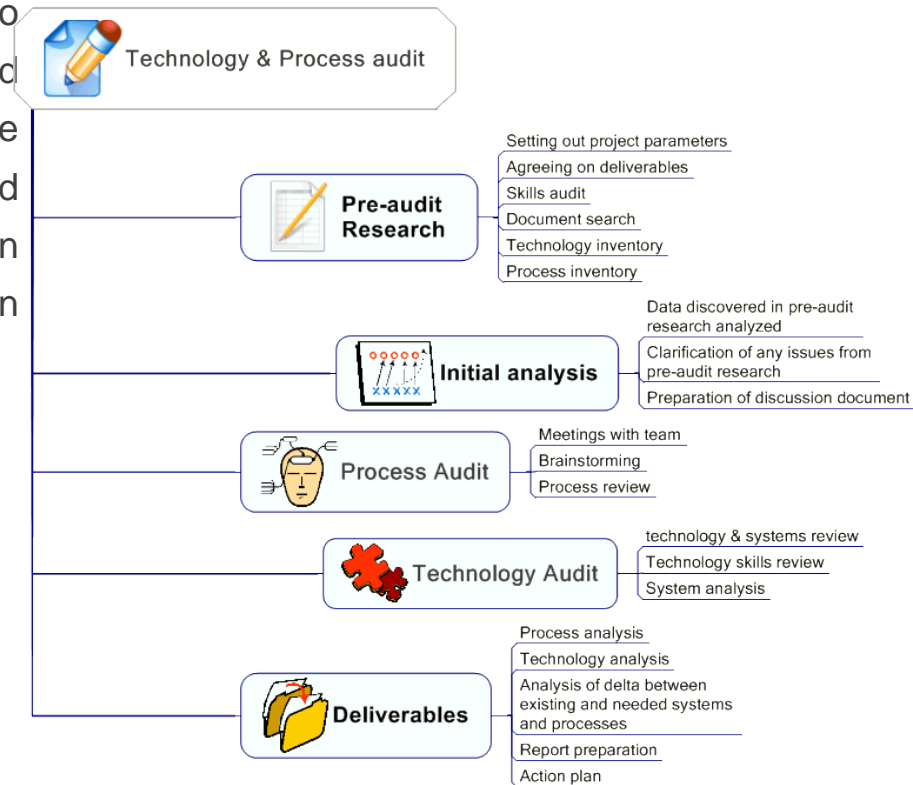 o
d
e
d
n
n
Technology & Process audit
Pre-audit
Research
Setting out project parameters
Agreeing on deliverables
Skills audit
Document search
Technology inventory
Process inventory
Initial analysis
Data discovered in pre-audit
research analyzed
Clarification of any issues from
pre-audit research
Preparation of discussion document
Process Audit
Meetings with team
Brainstorming
Process review
Technology Audit
technology & systems review
Technology skills review
System analysis
Deliverables
Process analysis
Technology analysis
Analysis of delta between
existing and needed systems
and processes
Report preparation
Action plan